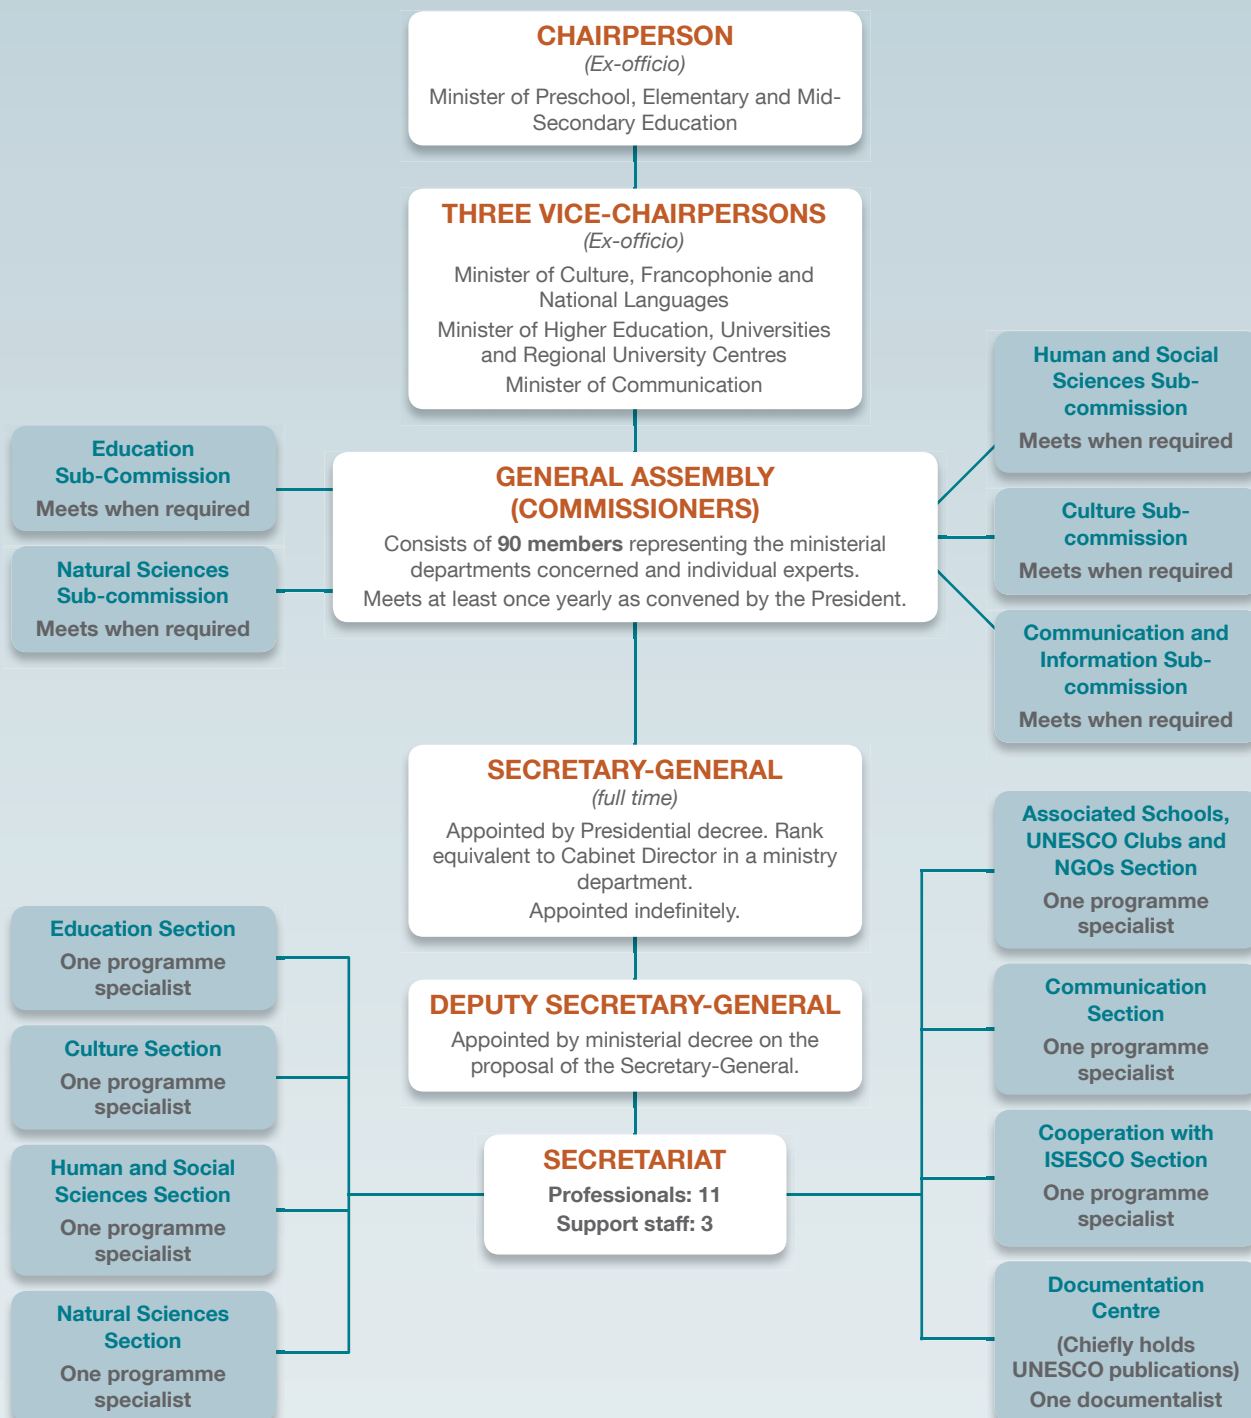 CHAIRPERSON
(Ex-officio)
Minister of Preschool, Elementary and Mid-
Secondary Education
THREE VICE-CHAIRPERSONS
(Ex-officio)
Minister of Culture, Francophonie and
National Languages
Minister of Higher Education, Universities
and Regional University Centres
Minister of Communication
Education
Sub-Commission
Meets when required
Natural Sciences
Sub-commission
Meets when required
GENERAL ASSEMBLY
(COMMISSIONERS)
Consists of 90 members representing the ministerial
departments concerned and individual experts.
Meets at least once yearly as convened by the President.
Human and Social
Sciences Sub-
commission
Meets when required
Culture Sub-
commission
Meets when required
Communication and
Information Sub-
commission
Meets when required
SECRETARY-GENERAL
(full time)
Appointed by Presidential decree. Rank
equivalent to Cabinet Director in a ministry
department.
Appointed indefinitely.
DEPUTY SECRETARY-GENERAL
Appointed by ministerial decree on the
proposal of the Secretary-General.
SECRETARIAT
Professionals: 11
Support staff: 3
Education Section
One programme
specialist
Culture Section
One programme
specialist
Human and Social
Sciences Section
One programme
specialist
Natural Sciences
Section
One programme
specialist
Associated Schools,
UNESCO Clubs and
NGOs Section
One programme
specialist
Communication
Section
One programme
specialist
Cooperation with
ISESCO Section
One programme
specialist
Documentation
Centre
(Chiefly holds
UNESCO publications)
One documentalist